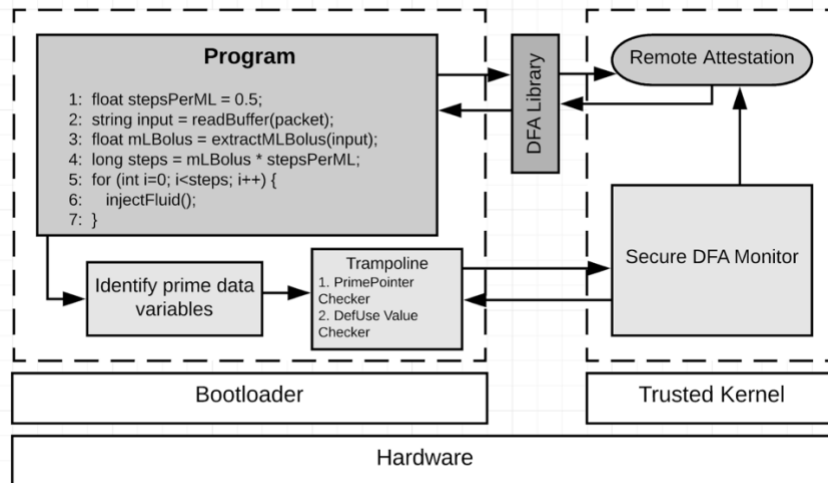 Program
1: float stepsPerML = 0.5;
2: string input = readBuffer(packet);
3: float mLBolus = extractMLBolus(input);
4: long steps = mLBolus * stepsPerML;
5: for (int i=0; i<steps; i++) {
6: injectFluid();
7: }
DFA Library
Remote Attestation
Identify prime data
variables
Trampoline
1. PrimePointer
Checker
2. DefUse Value
Checker
Secure DFA Monitor
Bootloader
Trusted Kernel
Hardware